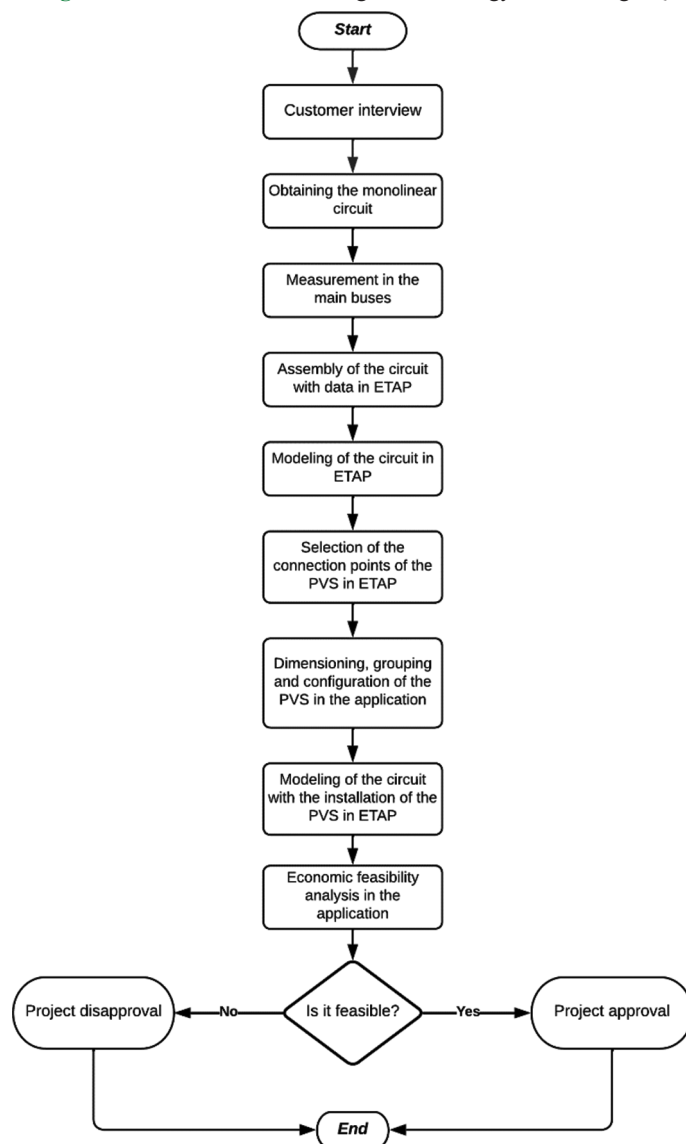 Start
Customer interview
Obtaining the monolinear
circuit
Measurement in the
main buses
Assembly of the circuit
with data in ETAP
Modeling of the circuit in
ETAP
Selection of the
connection points of the
PVS in ETAP
Dimensioning, grouping
and configuration of the
PVS in the application
Modeling of the circuit
with the installation of the
PVS in ETAP
Economic feasibility
analysis in the
application
Project disapproval
No
Is it feasible?
Yes
Project approval
End